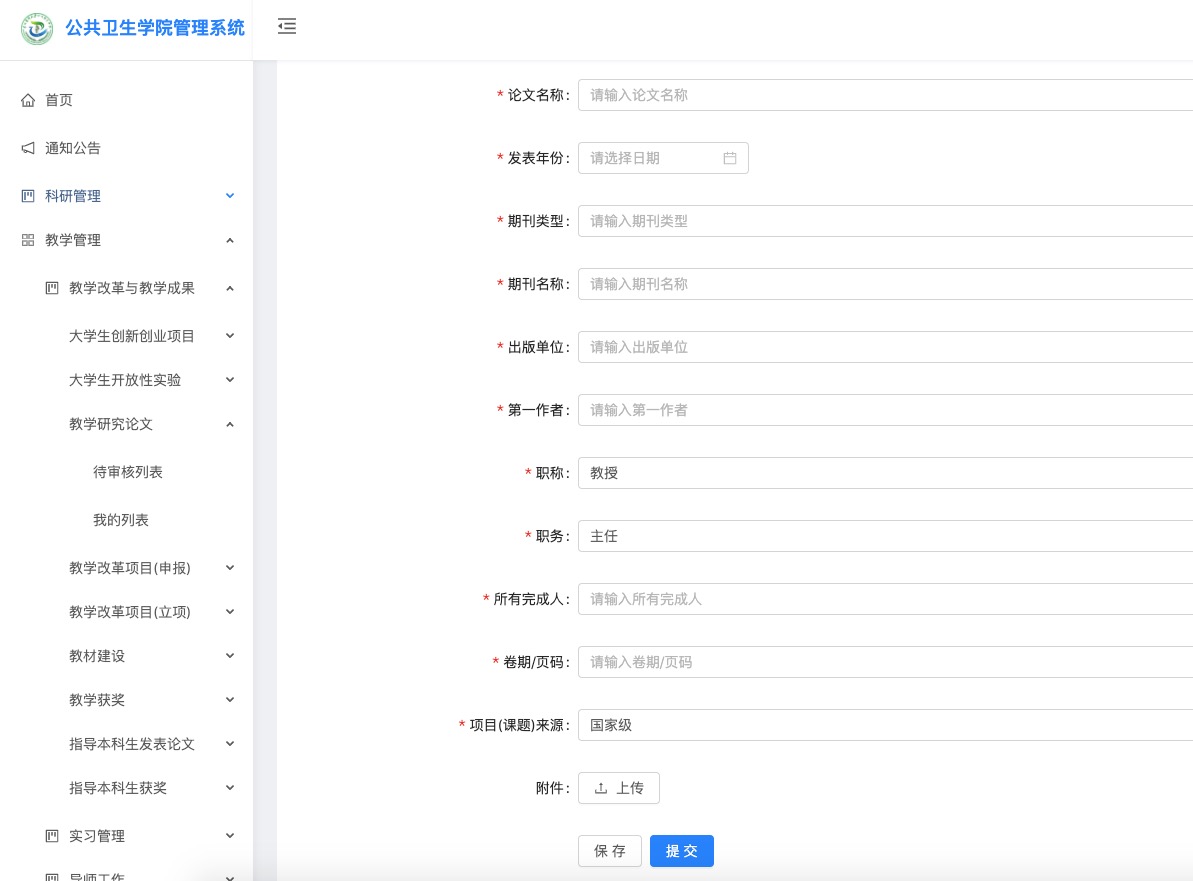 公共卫生学院管理系统
首页
通知公告
科研管理
教学管理
教学改革与教学成果
大学生创新创业项目
大学生开放性实验
教学研究论文
待审核列表
我的列表
教学改革项目(申报)
教学改革项目(立项)
教材建设
教学获奖
指导本科生发表论文
指导本科生获奖
实习管理
导师工作
* 论文名称: 请输入论文名称
* 发表年份: 请选择日期
* 期刊类型: 请输入期刊类型
* 期刊名称: 请输入期刊名称
* 出版单位: 请输入出版单位
* 第一作者: 请输入第一作者
* 职称: 教授
* 职务: 主任
* 所有完成人: 请输入所有完成人
* 卷期/页码: 请输入卷期/页码
* 项目(课题)来源: 国家级
附件: 上传
保存 提交